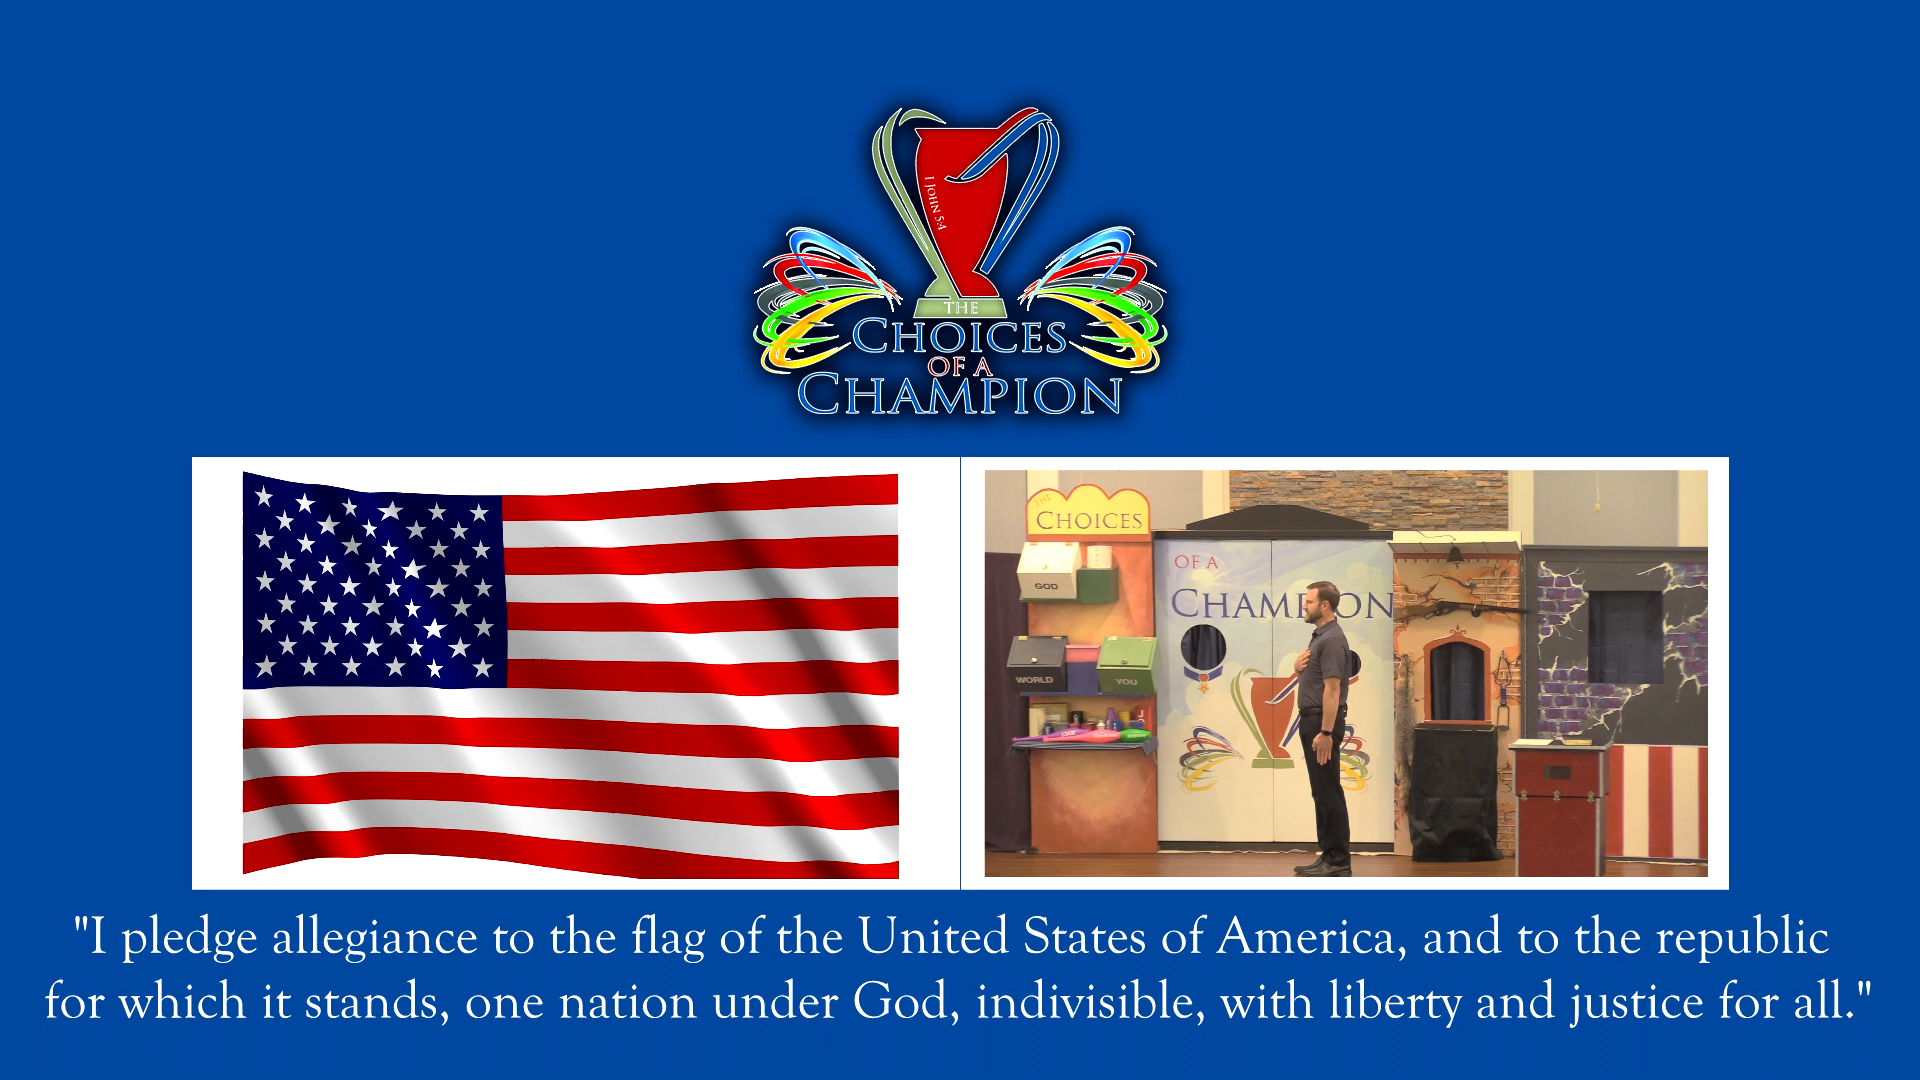 1 JOHN 5:4
THE
CHOICES
OF A
CHAMPION
THE
CHOICES
GOD
OF A
CHAMPION
WORLD
YOU
"I pledge allegiance to the flag of the United States of America, and to the republic
for which it stands, one nation under God, indivisible, with liberty and justice for all."